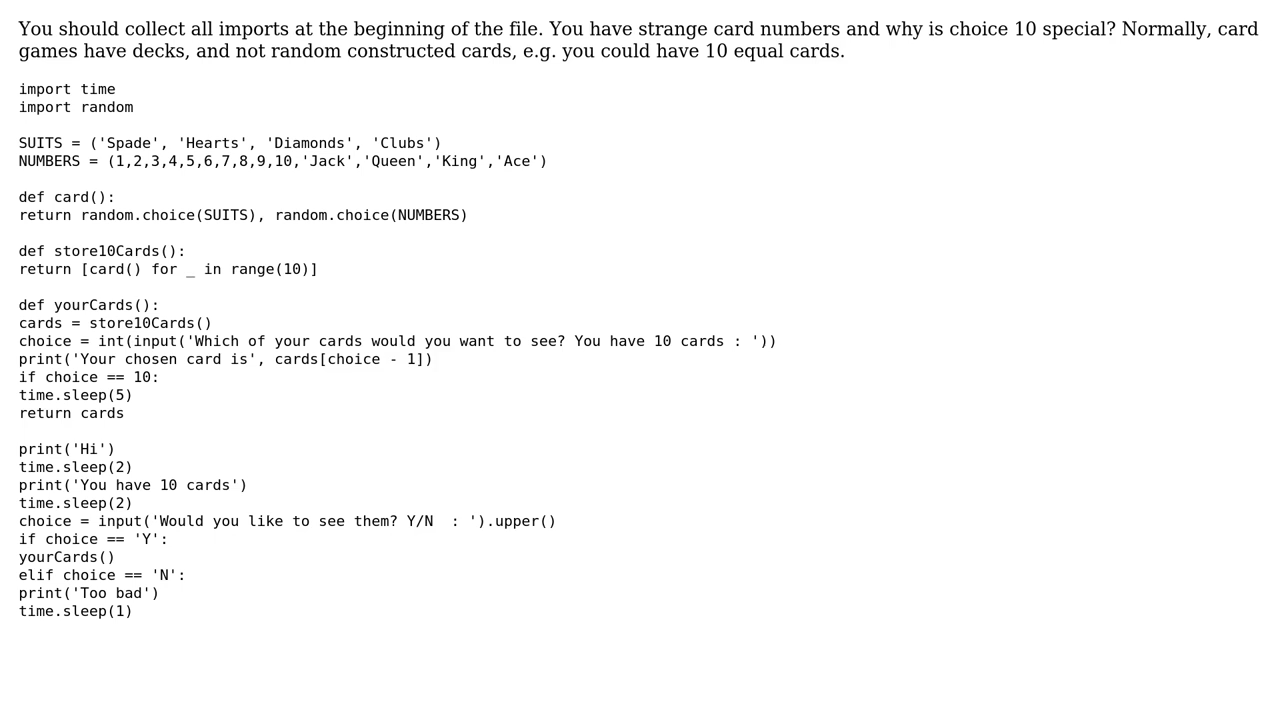 You should collect all imports at the beginning of the file. You have strange card numbers and why is choice 10 special? Normally, card
games have decks, and not random constructed cards, e.g. you could have 10 equal cards.
import time
import random
SUITS = ('Spade', 'Hearts', 'Diamonds', 'Clubs')
NUMBERS = (1,2,3,4,5,6,7,8,9,10,'Jack','Queen','King','Ace')
def card():
return random.choice(SUITS), random.choice(NUMBERS)
def store10Cards():
return [card() for _ in range(10)]
def yourCards():
cards = store10Cards()
choice = int(input('Which of your cards would you want to see? You have 10 cards : '))
print('Your chosen card is', cards[choice - 1])
if choice == 10:
time.sleep(5)
return cards
print('Hi')
time.sleep(2)
print('You have 10 cards')
time.sleep(2)
choice = input('Would you like to see them? Y/N  : ').upper()
if choice == 'Y':
yourCards()
elif choice == 'N':
print('Too bad')
time.sleep(1)